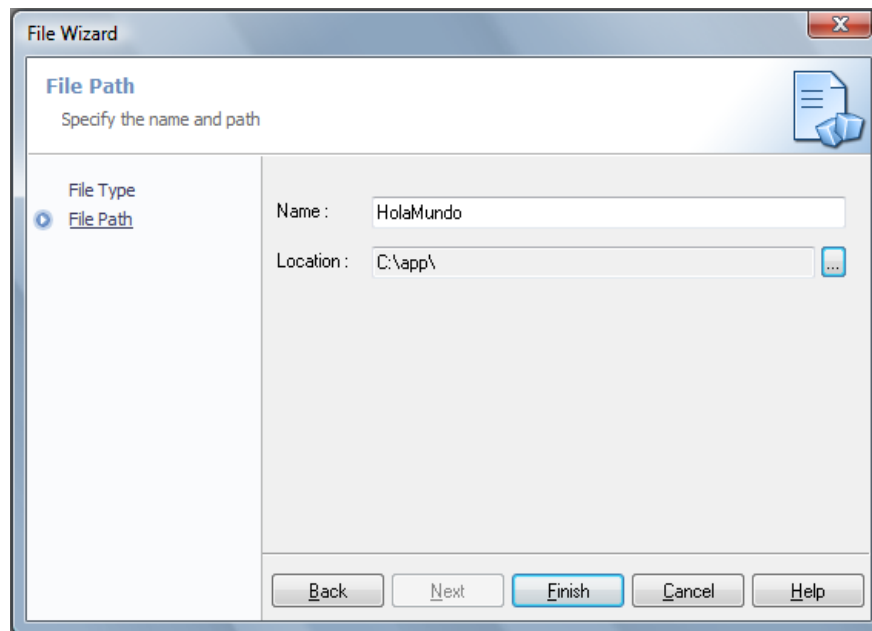 File Wizard
File Path
Specify the name and path
File Type
File Path
Name :
HolaMundo
Location :
C:\app\
...
Back
Next
Finish
Cancel
Help